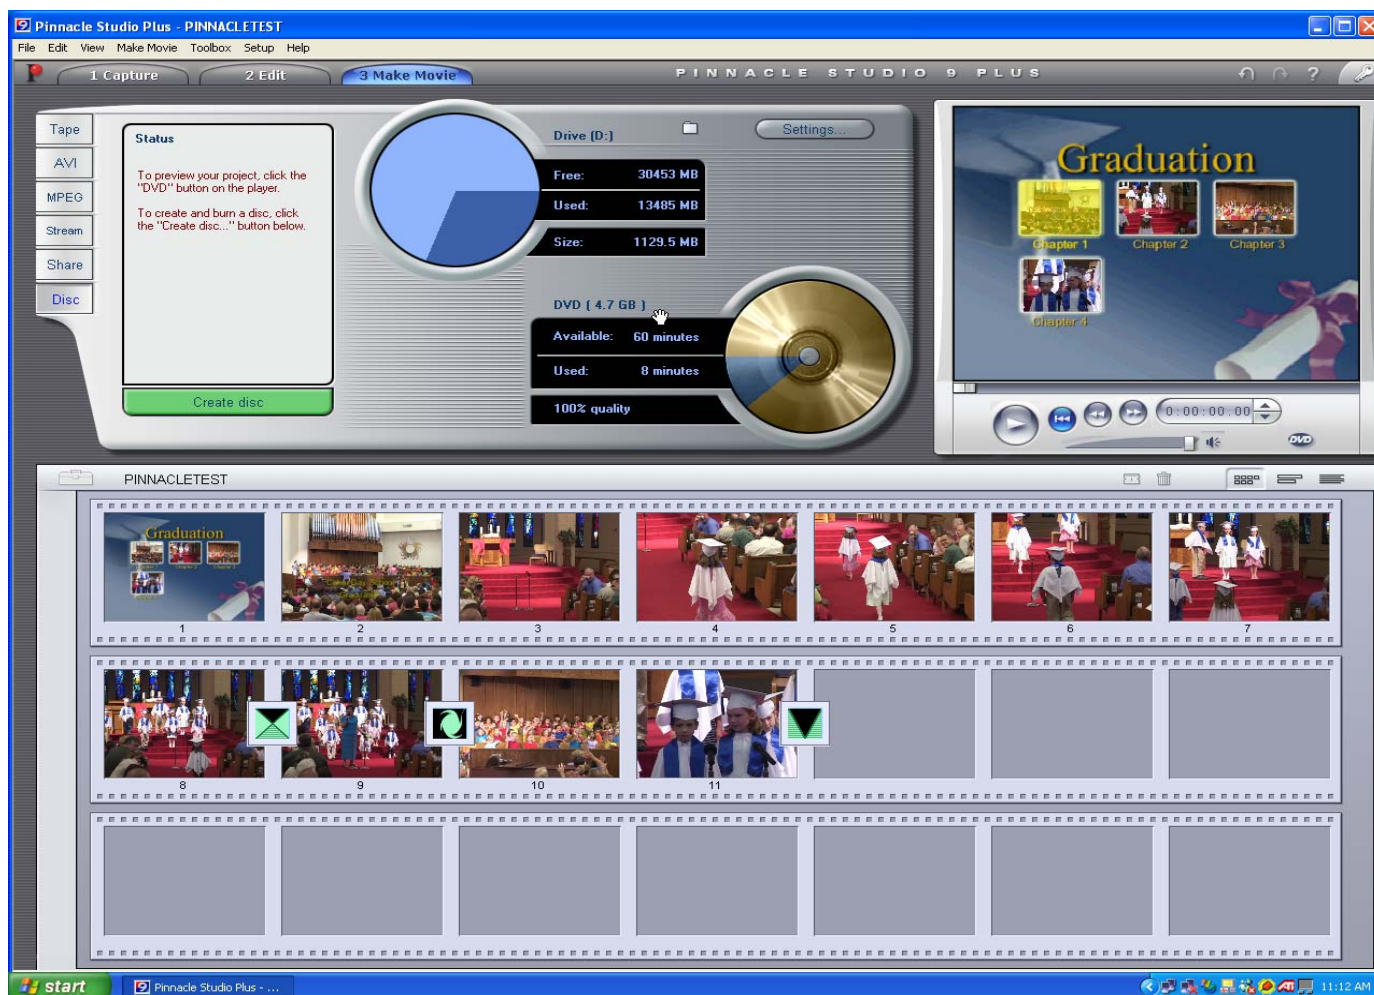 Pinnacle Studio Plus - PINNACLETEST
File Edit View Make Movie Toolbox Setup Help
1 Capture 2 Edit 3 Make Movie PINNACLE STUDIO 9 PLUS ?
Tape
AVI
MPEG
Stream
Share
Disc
Status
To preview your project, click the
"DVD" button on the player.
To create and burn a disc, click
the "Create disc..." button below.
Create disc
Drive (D:)
Settings...
Free: 30453 MB
Used: 13485 MB
Size: 1129.5 MB
DVD ( 4.7 GB )
Available: 60 minutes
Used: 8 minutes
100% quality
Graduation
Chapter 1 Chapter 2 Chapter 3
Chapter 4
0:00:00.00
DVD
PINNACLETEST
Graduation
1 2 3 4 5 6 7
8 9 10 11
start
Pinnacle Studio Plus - ...
ATI
11:12 AM